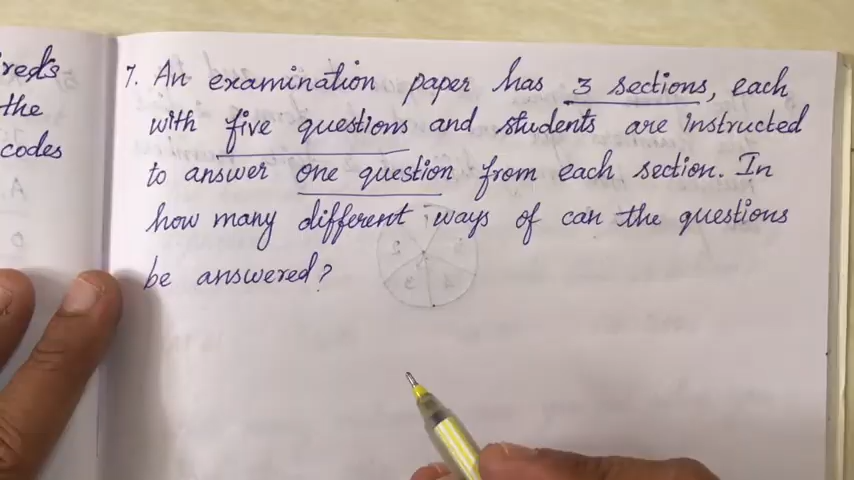 the
codes
7. An examination paper has 3 sections, each
with five questions and students are instructed
to answer one question from each section. In
how many different ways of can the questions
be answered?